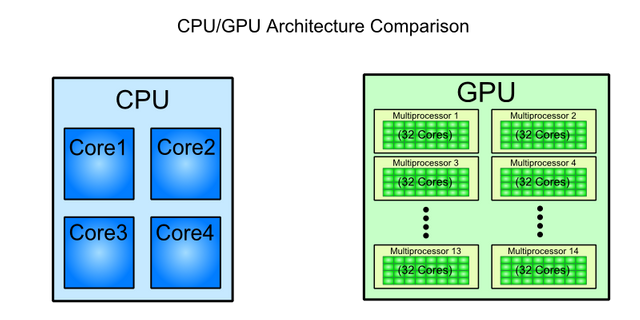 CPU/GPU Architecture Comparison
CPU
Core1
Core2
Core3
Core4
GPU
Multiprocessor 1
(32 Cores)
Multiprocessor 2
(32 Cores)
Multiprocessor 3
(32 Cores)
Multiprocessor 4
(32 Cores)
Multiprocessor 13
(32 Cores)
Multiprocessor 14
(32 Cores)